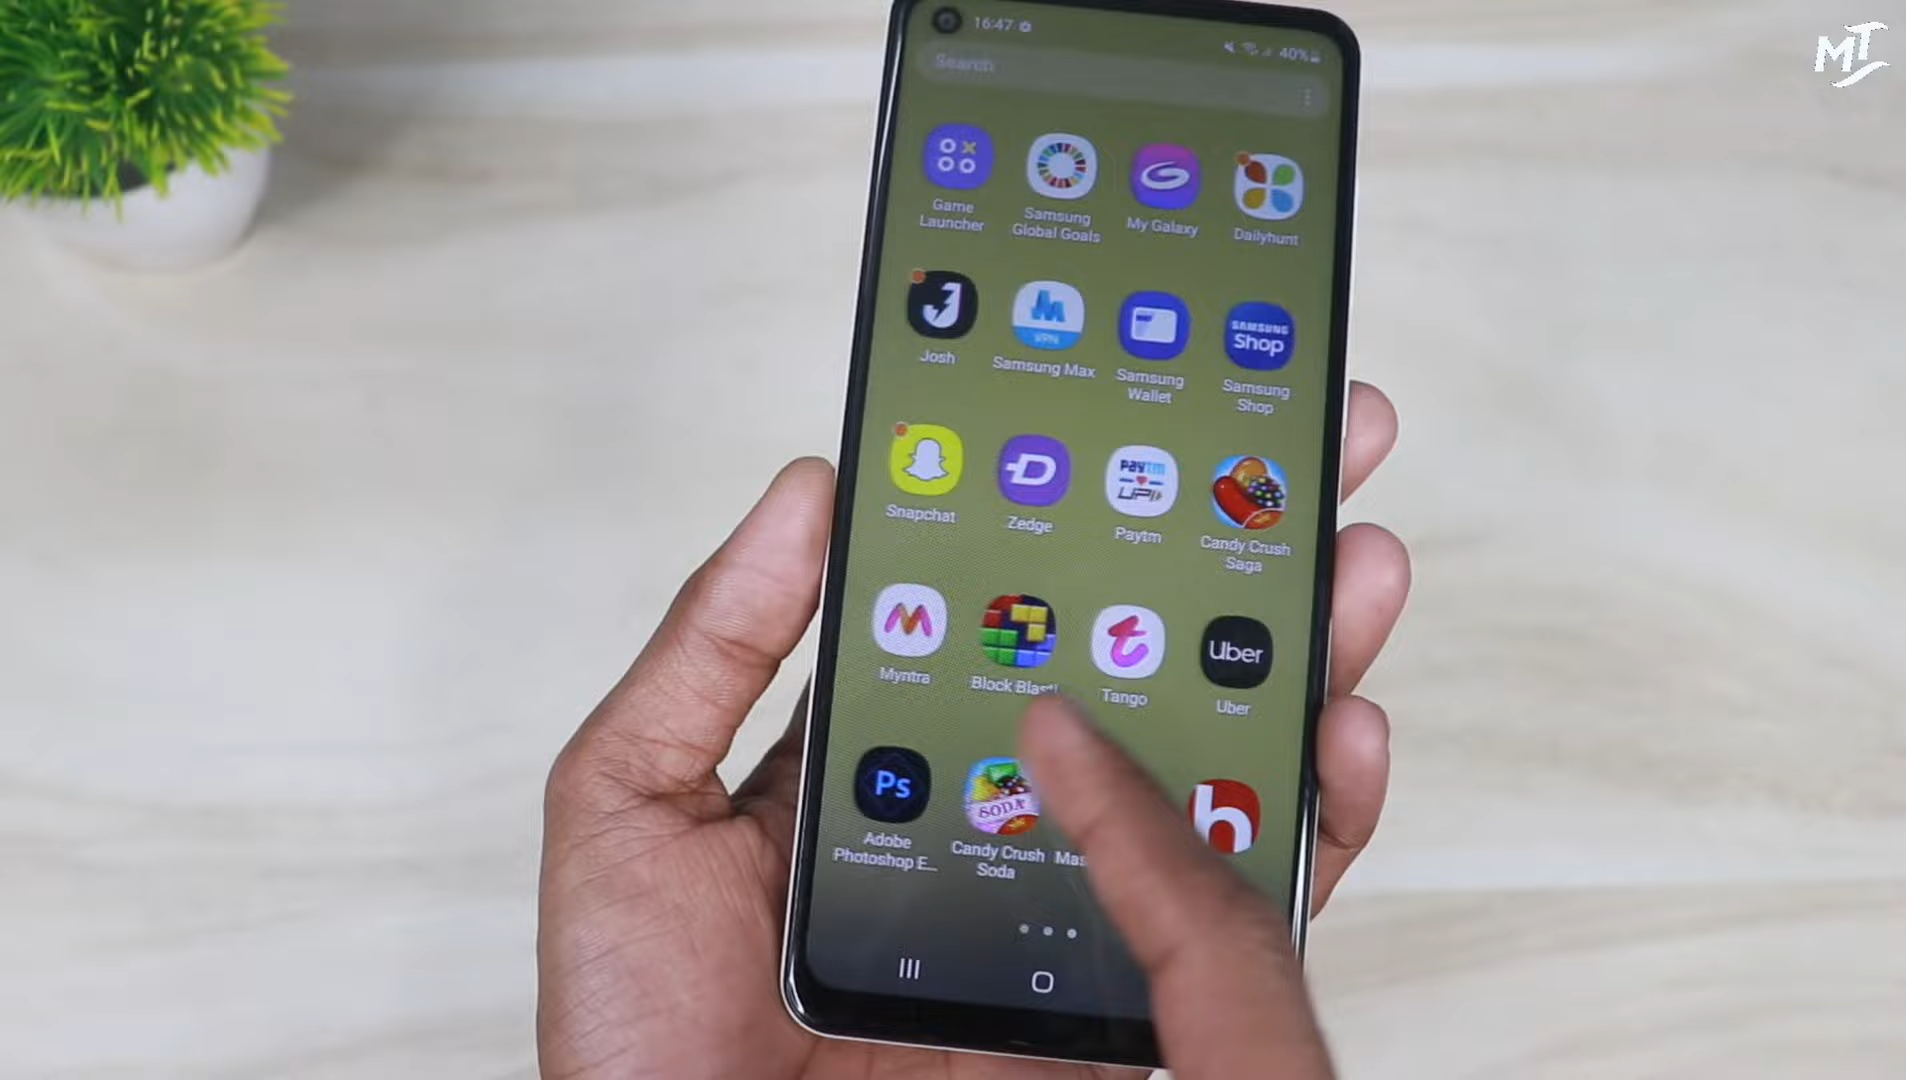 MT
16:47
40%
Search
Game
Launcher
Samsung
Global Goals
My Galaxy
Dailyhunt
J
VPN
SAMSUNG
Shop
Josh
Samsung Max
Samsung
Wallet
Samsung
Shop
D
Paytm
UPI
Snapchat
Zedge
Paytm
Candy Crush
Saga
t
Uber
Myntra
Block Blast!
Tango
Uber
Ps
SODA
h
Adobe
Photoshop E...
Candy Crush
Soda
Mas